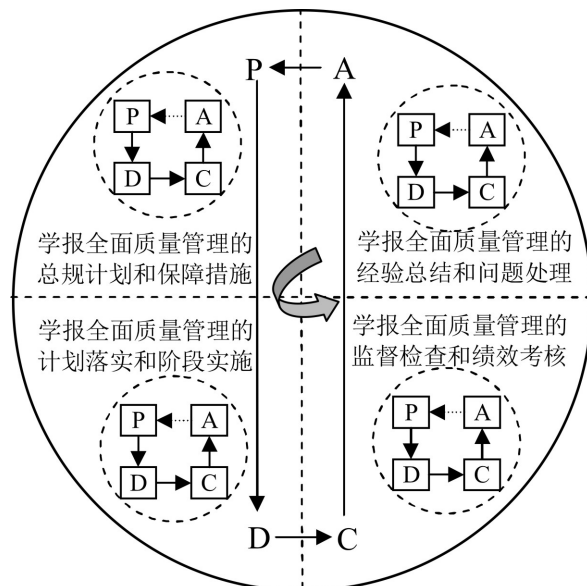 P A
P A
D C
P A
D C
学报全面质量管理的
总规计划和保障措施
学报全面质量管理的
经验总结和问题处理
学报全面质量管理的
计划落实和阶段实施
学报全面质量管理的
监督检查和绩效考核
P A
D C
P A
D C
D C